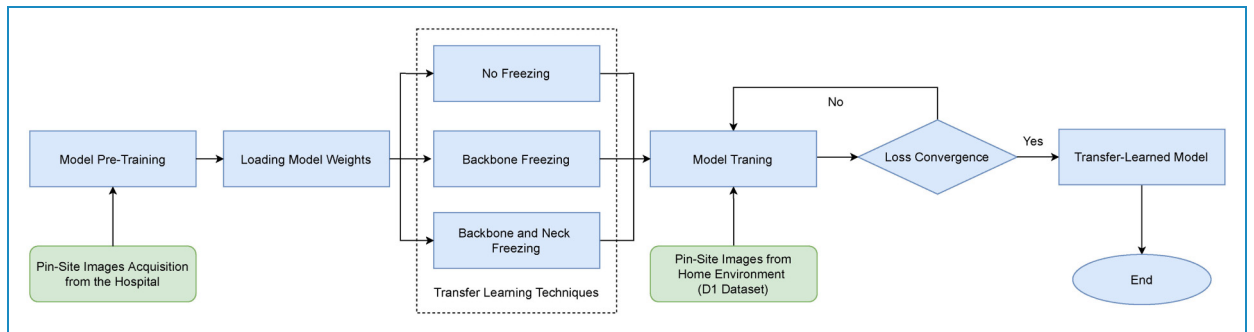 No Freezing
No
Yes
Model Pre-Training
Loading Model Weights
Backbone Freezing
Model Traning
Loss Convergence
Transfer-Learned Model
Backbone and Neck
Freezing
Pin-Site Images Acquisition
from the Hospital
Pin-Site Images from
Home Environment
(D1 Dataset)
End
Transfer Learning Techniques